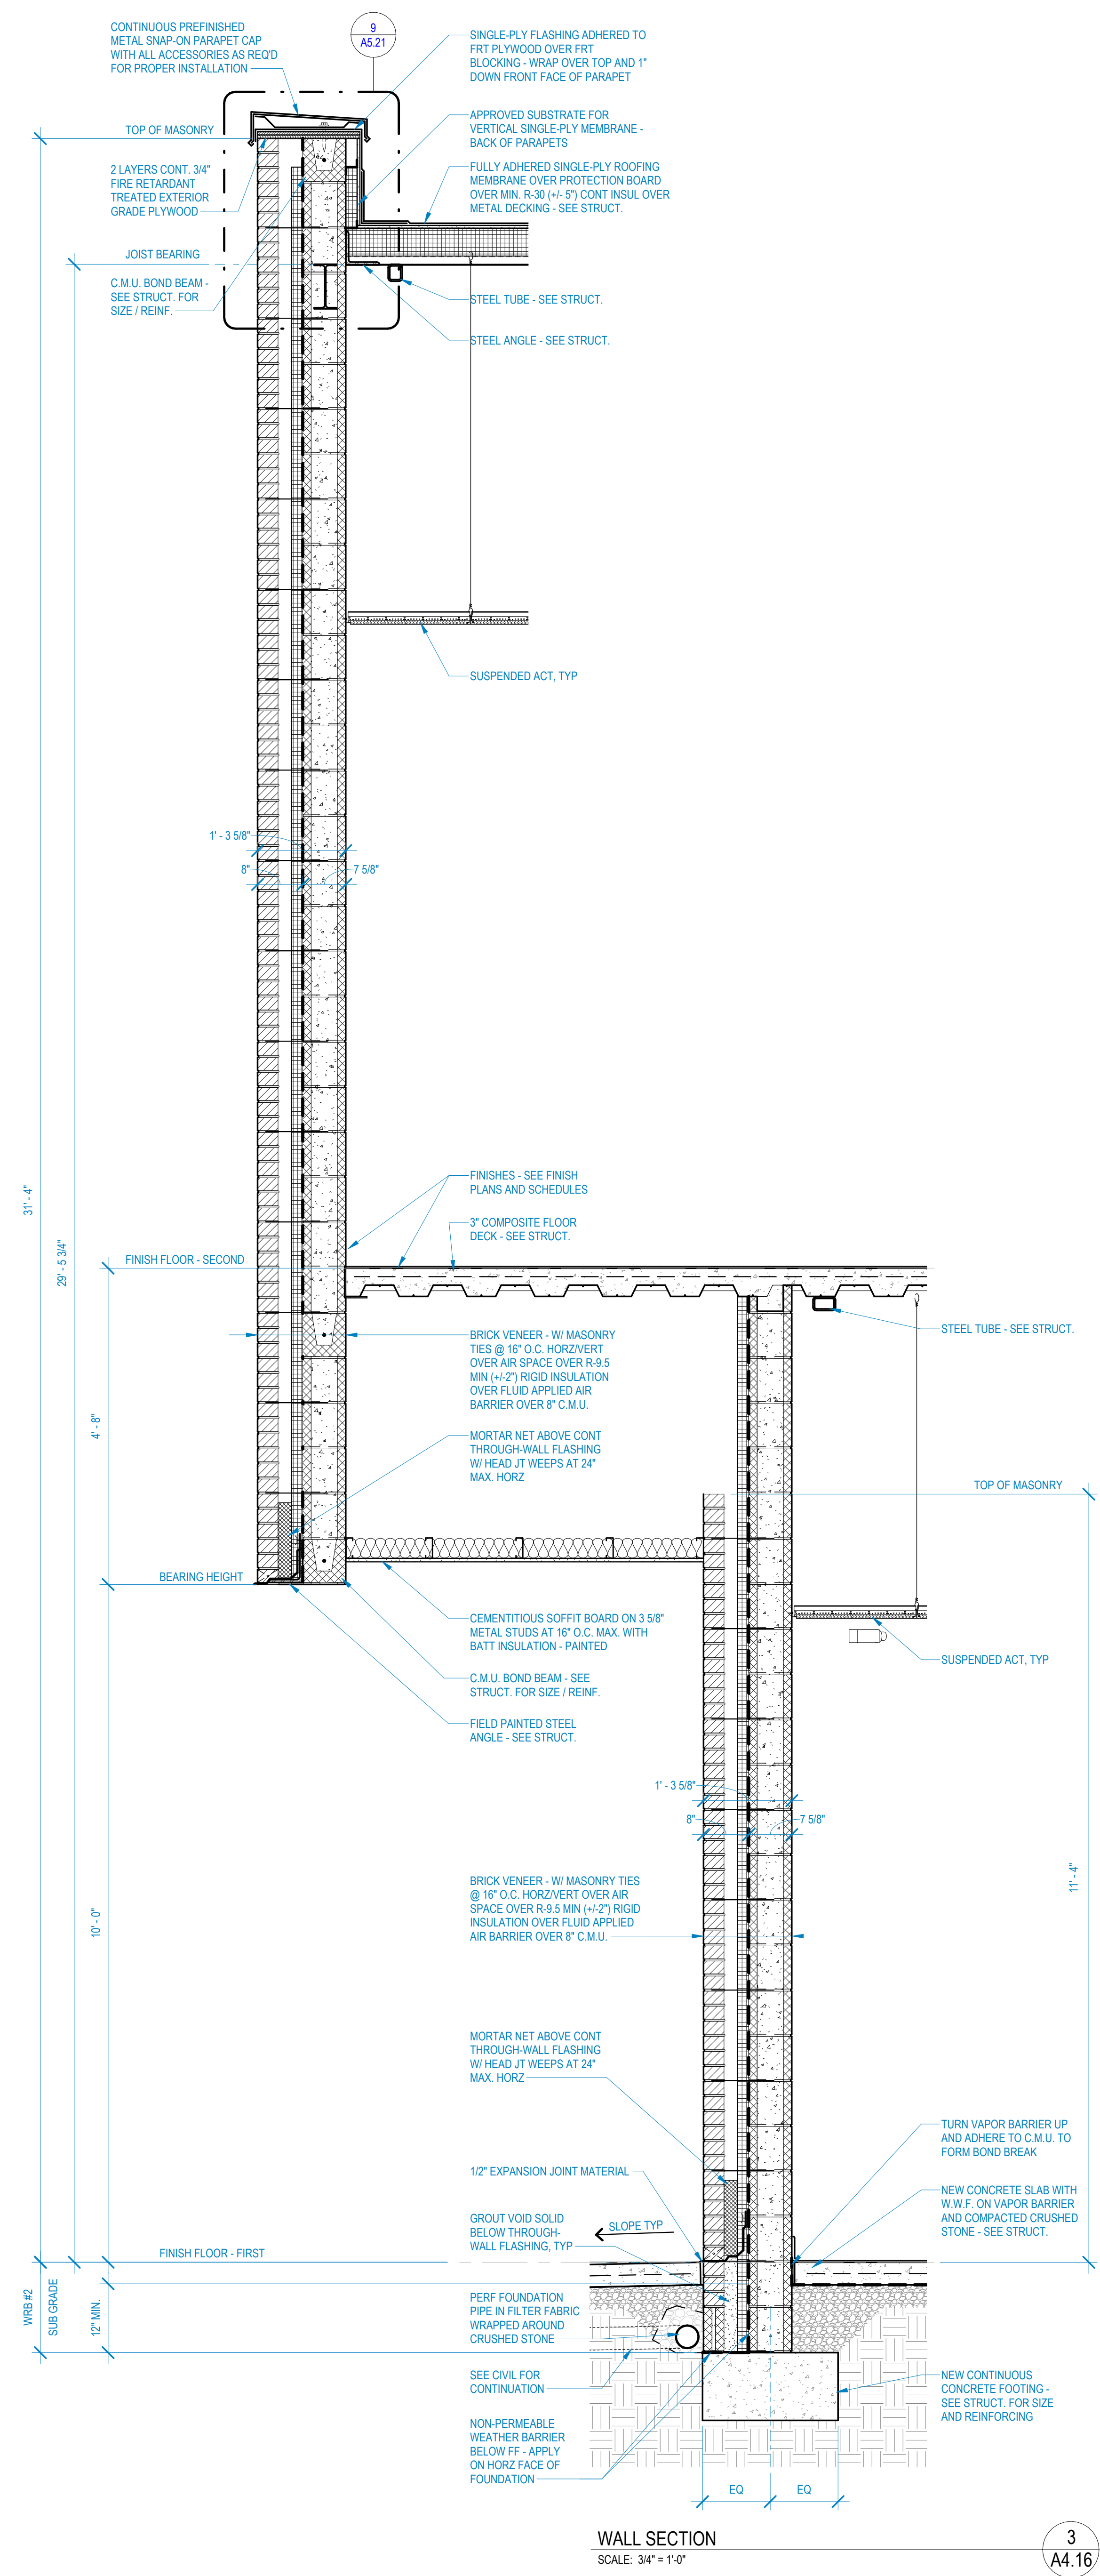 CONTINUOUS PREFINISHED
METAL SNAP-ON PARAPET CAP
WITH ALL ACCESSORIES AS REQ'D
FOR PROPER INSTALLATION
9
A5.21
SINGLE-PLY FLASHING ADHERED TO
FRT PLYWOOD OVER FRT
BLOCKING - WRAP OVER TOP AND 1"
DOWN FRONT FACE OF PARAPET
TOP OF MASONRY
APPROVED SUBSTRATE FOR
VERTICAL SINGLE-PLY MEMBRANE -
BACK OF PARAPETS
2 LAYERS CONT. 3/4"
FIRE RETARDANT
TREATED EXTERIOR
GRADE PLYWOOD
FULLY ADHERED SINGLE-PLY ROOFING
MEMBRANE OVER PROTECTION BOARD
OVER MIN. R-30 (+/- 5") CONT INSUL OVER
METAL DECKING - SEE STRUCT.
JOIST BEARING
C.M.U. BOND BEAM -
SEE STRUCT. FOR
SIZE / REINF.
STEEL TUBE - SEE STRUCT.
STEEL ANGLE - SEE STRUCT.
SUSPENDED ACT, TYP
1' - 3 5/8"
8"
7 5/8"
FINISHES - SEE FINISH
PLANS AND SCHEDULES
3" COMPOSITE FLOOR
DECK - SEE STRUCT.
31' - 4"
29' - 5 3/4"
FINISH FLOOR - SECOND
STEEL TUBE - SEE STRUCT.
BRICK VENEER - W/ MASONRY
TIES @ 16" O.C. HORZ/VERT
OVER AIR SPACE OVER R-9.5
MIN (+/-2") RIGID INSULATION
OVER FLUID APPLIED AIR
BARRIER OVER 8" C.M.U.
4' - 8"
MORTAR NET ABOVE CONT
THROUGH-WALL FLASHING
W/ HEAD JT WEEPS AT 24"
MAX. HORZ
TOP OF MASONRY
BEARING HEIGHT
CEMENTITIOUS SOFFIT BOARD ON 3 5/8"
METAL STUDS AT 16" O.C. MAX. WITH
BATT INSULATION - PAINTED
SUSPENDED ACT, TYP
C.M.U. BOND BEAM - SEE
STRUCT. FOR SIZE / REINF.
FIELD PAINTED STEEL
ANGLE - SEE STRUCT.
1' - 3 5/8"
8"
7 5/8"
BRICK VENEER - W/ MASONRY TIES
@ 16" O.C. HORZ/VERT OVER AIR
SPACE OVER R-9.5 MIN (+/-2") RIGID
INSULATION OVER FLUID APPLIED
AIR BARRIER OVER 8" C.M.U.
10' - 0"
11' - 4"
MORTAR NET ABOVE CONT
THROUGH-WALL FLASHING
W/ HEAD JT WEEPS AT 24"
MAX. HORZ
TURN VAPOR BARRIER UP
AND ADHERE TO C.M.U. TO
FORM BOND BREAK
1/2" EXPANSION JOINT MATERIAL
NEW CONCRETE SLAB WITH
W.W.F. ON VAPOR BARRIER
AND COMPACTED CRUSHED
STONE - SEE STRUCT.
GROUT VOID SOLID
BELOW THROUGH-
WALL FLASHING, TYP
SLOPE TYP
FINISH FLOOR - FIRST
WRB #2
SUB GRADE
12" MIN.
PERF FOUNDATION
PIPE IN FILTER FABRIC
WRAPPED AROUND
CRUSHED STONE
SEE CIVIL FOR
CONTINUATION
NEW CONTINUOUS
CONCRETE FOOTING -
SEE STRUCT. FOR SIZE
AND REINFORCING
NON-PERMEABLE
WEATHER BARRIER
BELOW FF - APPLY
ON HORZ FACE OF
FOUNDATION
EQ
EQ
WALL SECTION
SCALE: 3/4" = 1'-0"
3
A4.16